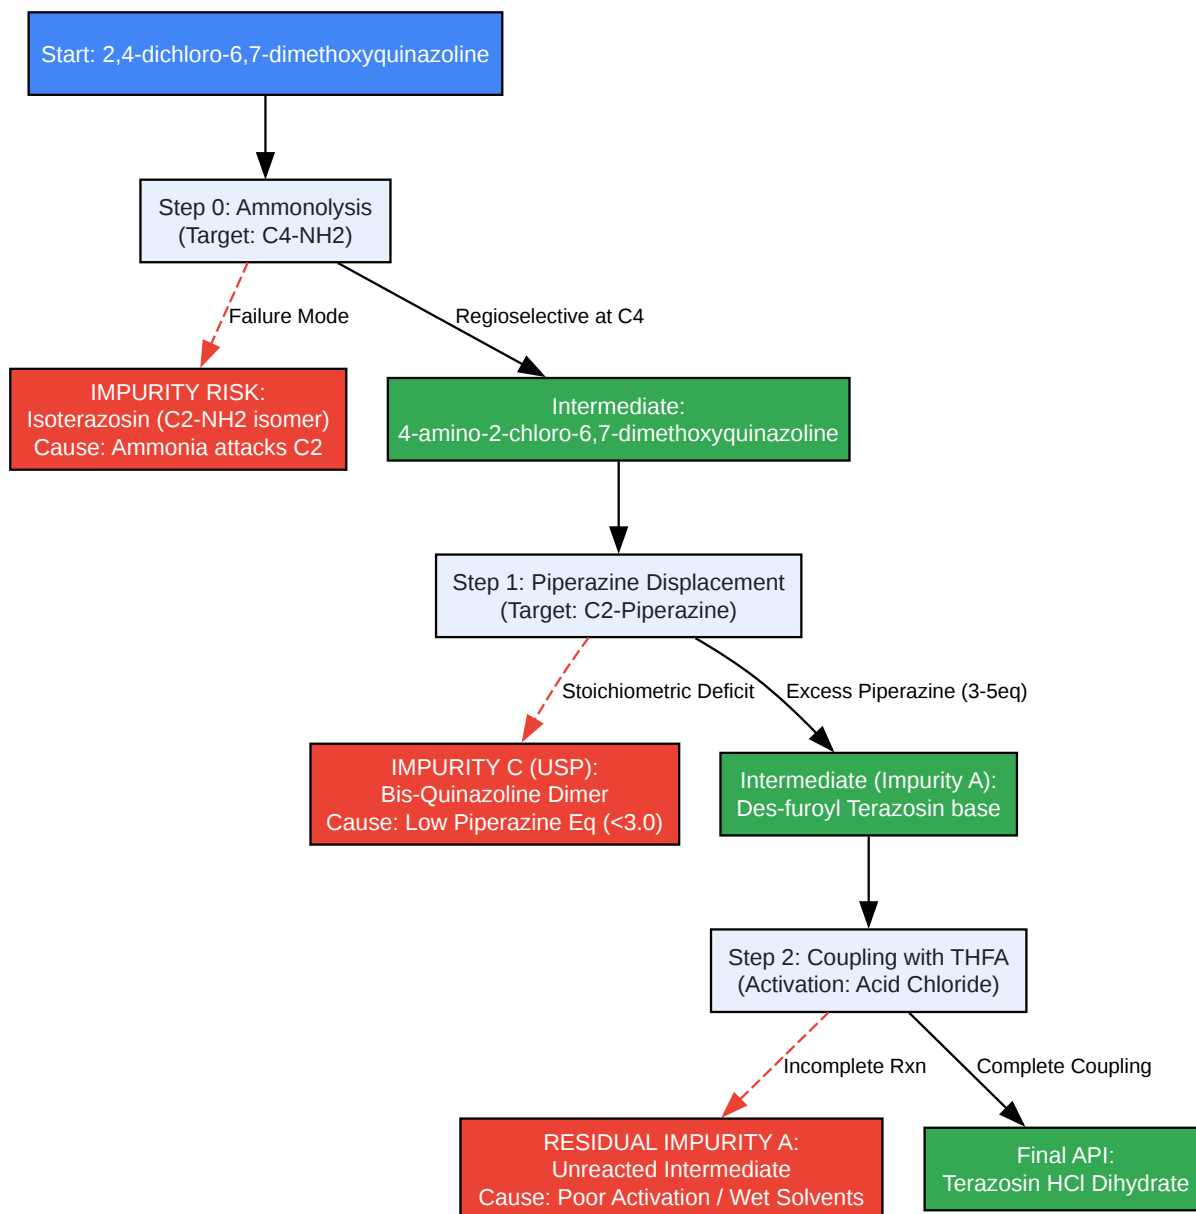 Start: 2,4-dichloro-6,7-dimethoxyquinazoline
Step 0: Ammonolysis
(Target: C4-NH2)
Failure Mode
Regioselective at C4
IMPURITY RISK:
Isoterazosin (C2-NH2 isomer)
Cause: Ammonia attacks C2
Intermediate:
4-amino-2-chloro-6,7-dimethoxyquinazoline
Step 1: Piperazine Displacement
(Target: C2-Piperazine)
Stoichiometric Deficit
Excess Piperazine (3-5eq)
IMPURITY C (USP):
Bis-Quinazoline Dimer
Cause: Low Piperazine Eq (<3.0)
Intermediate (Impurity A):
Des-furoyl Terazosin base
Step 2: Coupling with THFA
(Activation: Acid Chloride)
Incomplete Rxn
Complete Coupling
RESIDUAL IMPURITY A:
Unreacted Intermediate
Cause: Poor Activation / Wet Solvents
Final API:
Terazosin HCl Dihydrate